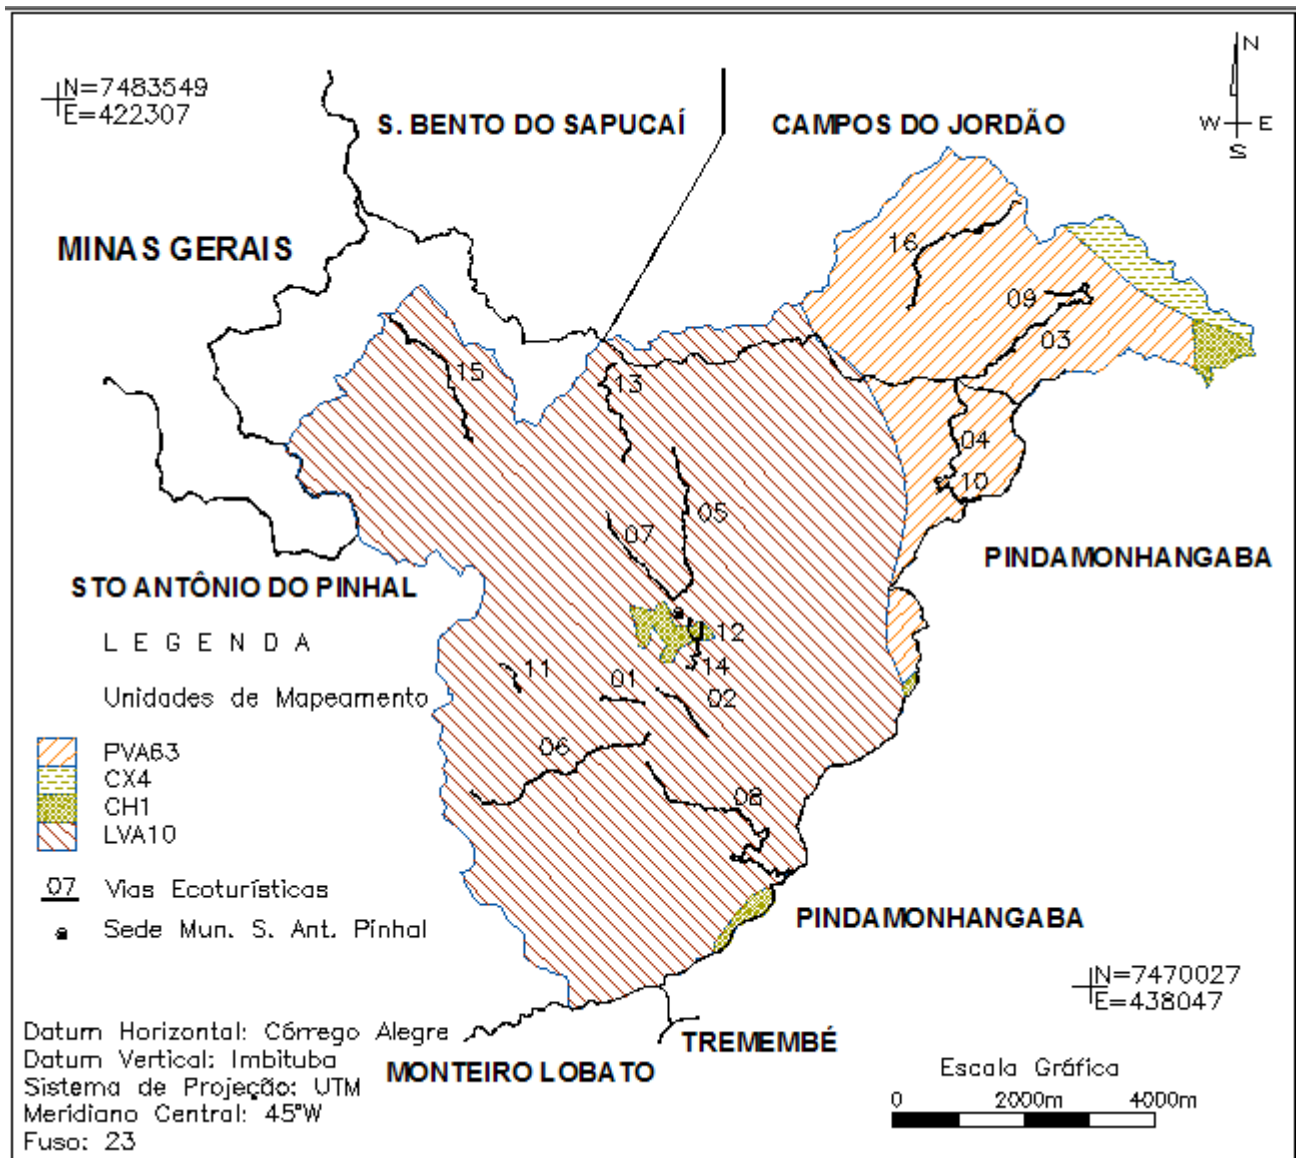 N
W E
S
N=7483549
E=422307
S. BENTO DO SAPUCAÍ
CAMPOS DO JORDÃO
MINAS GERAIS
16
09
03
15
13
04
10
05
07
PINDAMONHANGABA
STO ANTÔNIO DO PINHAL
12
14
11
01
02
06
08
LEGENDA
Unidades de Mapeamento
PVA63
CX4
CH1
LVA10
07 Vias Ecoturísticas
Sede Mun. S. Ant. Pinhal
PINDAMONHANGABA
N=7470027
E=438047
TREMEMBÉ
MONTEIRO LOBATO
Datum Horizontal: Córrego Alegre
Datum Vertical: Imbituba
Sistema de Projeção: UTM
Meridiano Central: 45°W
Fuso: 23
Escala Gráfica
0 2000m 4000m